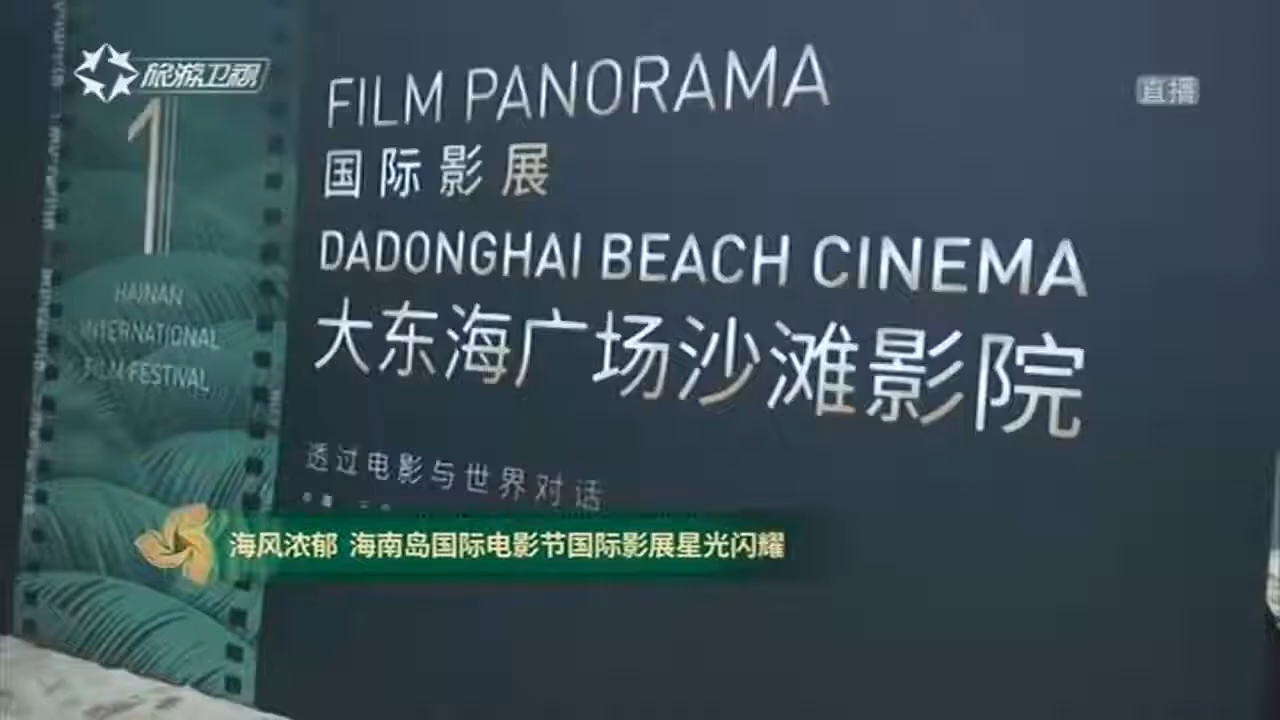 旅游卫视
直播
1
HAINAN
INTERNATIONAL
FILM FESTIVAL
FILM PANORAMA
国际影展
DADONGHAI BEACH CINEMA
大东海广场沙滩影院
透过电影与世界对话
海风浓郁 海南岛国际电影节国际影展星光闪耀